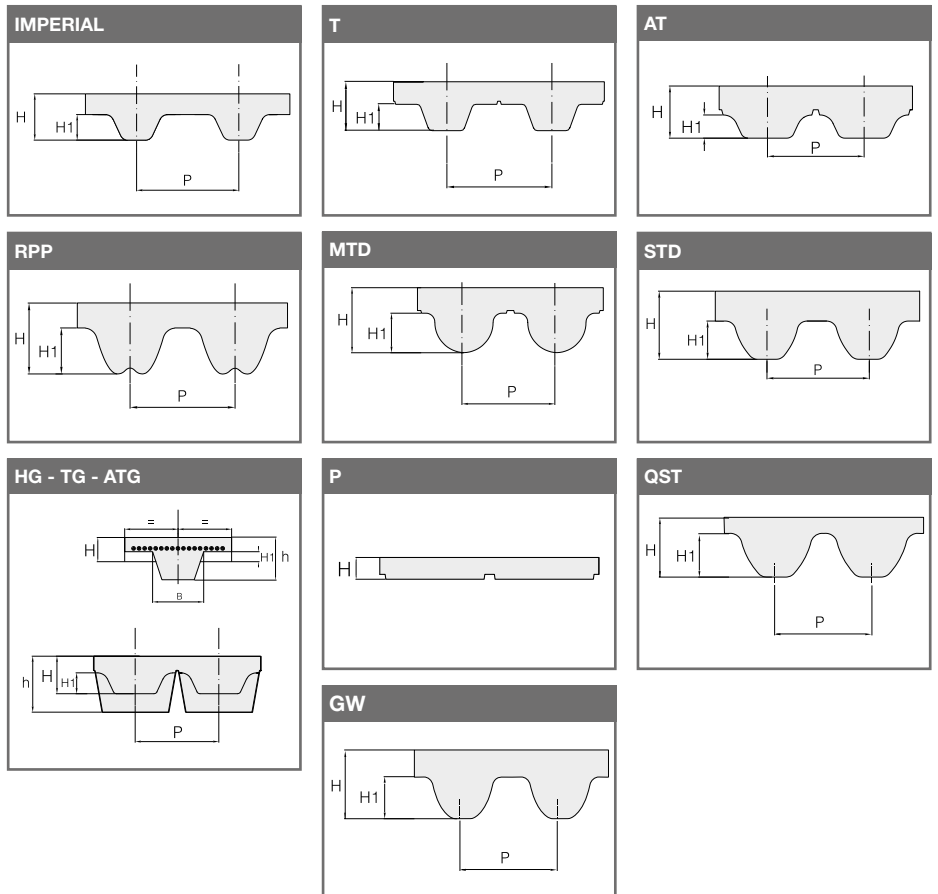 IMPERIAL
H
H1
P
T
H
H1
P
AT
H
H1
P
RPP
H
H1
P
MTD
H
H1
P
STD
H
H1
P
HG - TG - ATG
= =
H
H1 h
B
h H H1
P
P
H
QST
H
H1
P
GW
H
H1
P